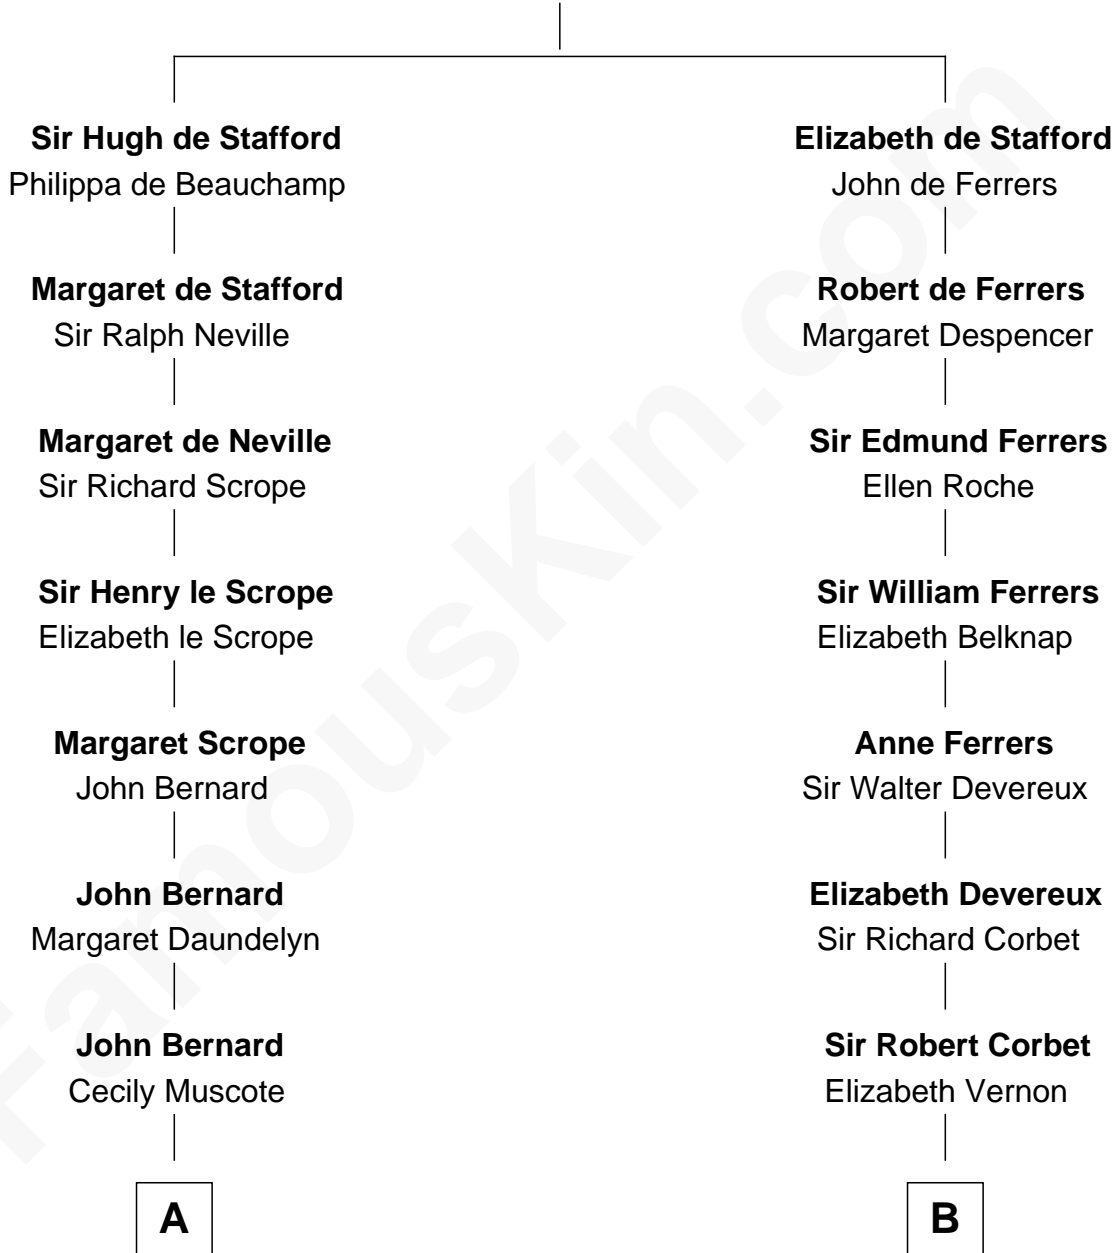 Sir Hugh de Stafford
Philippa de Beauchamp
Margaret de Stafford
Sir Ralph Neville
Margaret de Neville
Sir Richard Scrope
Sir Henry le Scrope
Elizabeth le Scrope
Margaret Scrope
John Bernard
John Bernard
Margaret Daundelyn
John Bernard
Cecily Muscote
A
Elizabeth de Stafford
John de Ferrers
Robert de Ferrers
Margaret Despencer
Sir Edmund Ferrers
Ellen Roche
Sir William Ferrers
Elizabeth Belknap
Anne Ferrers
Sir Walter Devereux
Elizabeth Devereux
Sir Richard Corbet
Sir Robert Corbet
Elizabeth Vernon
B
FamousKin.com